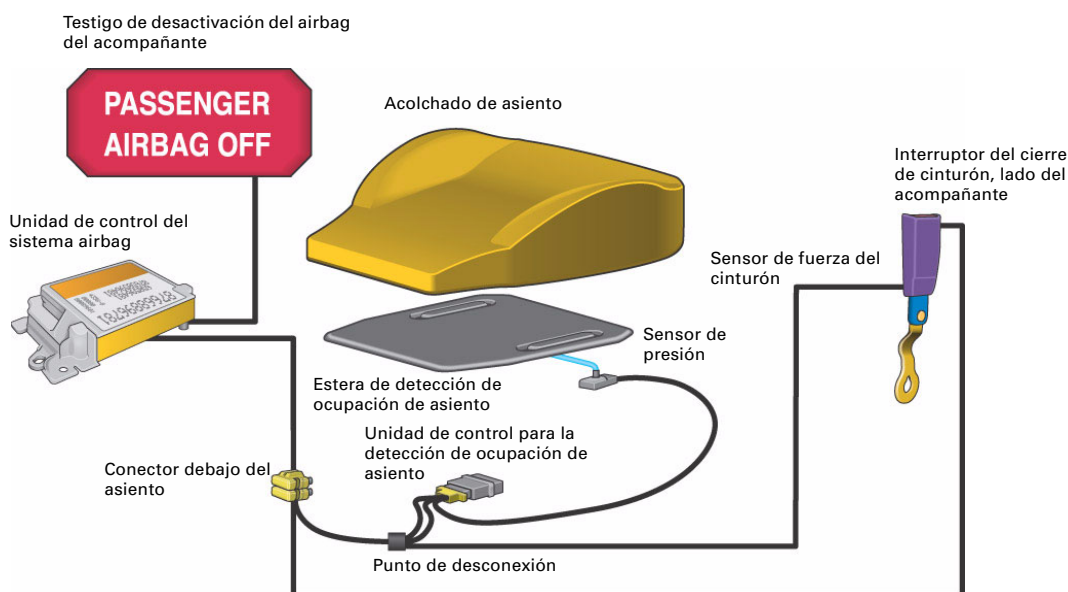 Testigo de desactivación del airbag
del acompañante
PASSENGER
AIRBAG OFF
Acolchado de asiento
Interruptor del cierre
de cinturón, lado del
acompañante
Unidad de control del
sistema airbag
Sensor de fuerza del
cinturón
Sensor de
presión
Estera de detección de
ocupación de asiento
Unidad de control para la
detección de ocupación de
asiento
Conector debajo del
asiento
Punto de desconexión